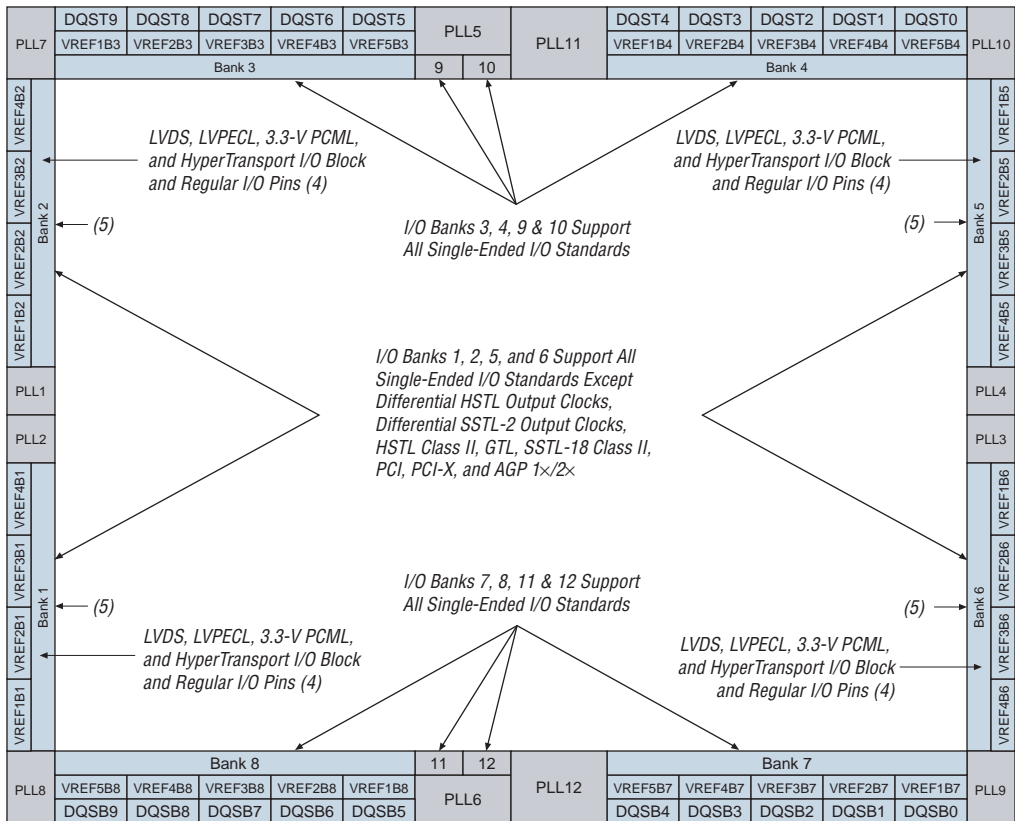 PLL7
DQST9 DQST8 DQST7 DQST6 DQST5
VREF1B3 VREF2B3 VREF3B3 VREF4B3 VREF5B3
Bank 3
PLL5
9 10
PLL11
DQST4 DQST3 DQST2 DQST1 DQST0
VREF1B4 VREF2B4 VREF3B4 VREF4B4 VREF5B4
Bank 4
PLL10
VREF4B2
VREF3B2
VREF2B2
VREF1B2
Bank 2
LVDS, LVPECL, 3.3-V PCML,
and HyperTransport I/O Block
and Regular I/O Pins (4)
(5)
LVDS, LVPECL, 3.3-V PCML,
and HyperTransport I/O Block
and Regular I/O Pins (4)
(5)
VREF1B5
VREF2B5
VREF3B5
VREF4B5
Bank 5
I/O Banks 3, 4, 9 & 10 Support
All Single-Ended I/O Standards
I/O Banks 1, 2, 5, and 6 Support All
Single-Ended I/O Standards Except
Differential HSTL Output Clocks,
Differential SSTL-2 Output Clocks,
HSTL Class II, GTL, SSTL-18 Class II,
PCI, PCI-X, and AGP 1×/2×
PLL1
PLL2
PLL4
PLL3
VREF4B1
VREF3B1
VREF2B1
VREF1B1
Bank 1
(5)
LVDS, LVPECL, 3.3-V PCML,
and HyperTransport I/O Block
and Regular I/O Pins (4)
I/O Banks 7, 8, 11 & 12 Support
All Single-Ended I/O Standards
(5)
LVDS, LVPECL, 3.3-V PCML,
and HyperTransport I/O Block
and Regular I/O Pins (4)
VREF1B6
VREF2B6
VREF3B6
VREF4B6
Bank 6
PLL8
Bank 8
VREF5B8 VREF4B8 VREF3B8 VREF2B8 VREF1B8
DQSB9 DQSB8 DQSB7 DQSB6 DQSB5
11 12
PLL6
PLL12
Bank 7
VREF5B7 VREF4B7 VREF3B7 VREF2B7 VREF1B7
DQSB4 DQSB3 DQSB2 DQSB1 DQSB0
PLL9